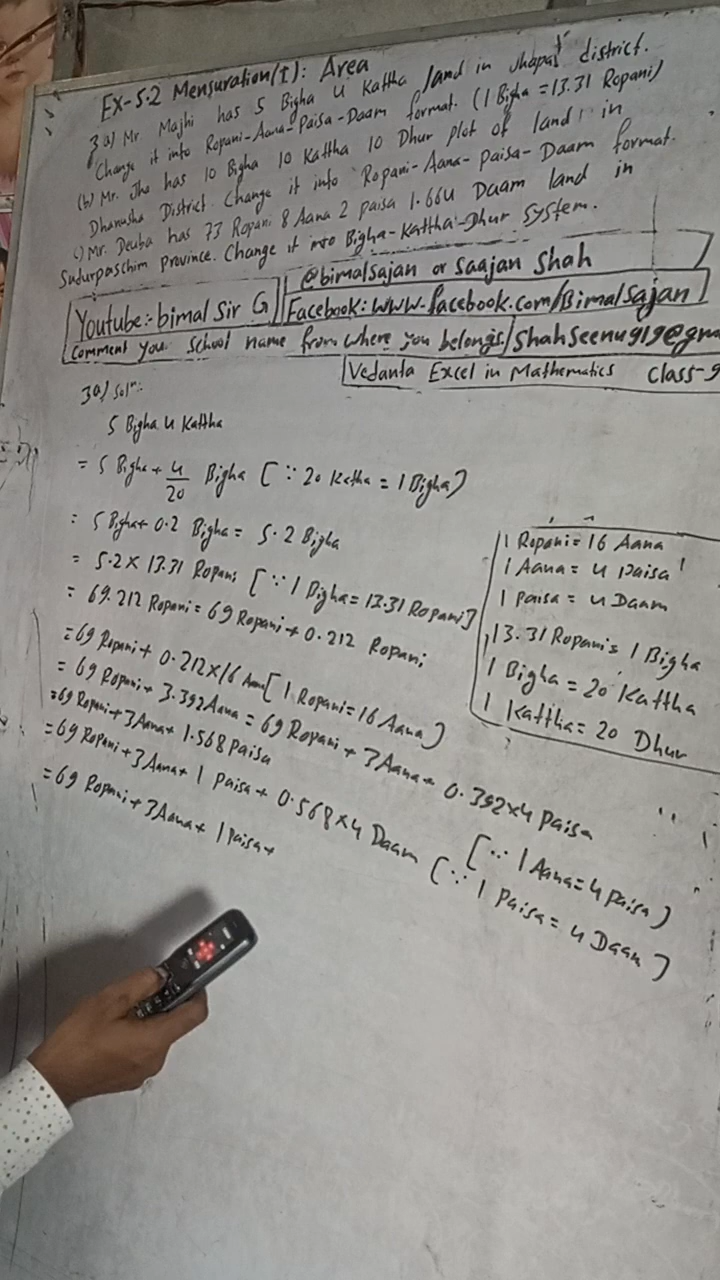 Ex-5.2 Mensuration(I): Area
3 a) Mr. Majhi has 5 Bigha 4 Kattha land in Jhapa district.
Change it into Ropani-Aana-Paisa-Daam format. (1 Bigha = 13.31 Ropani)
(b) Mr. Jha has 10 Bigha 10 Kattha 10 Dhur plot of land in
Dhanusha District. Change it into Ropani-Aana-Paisa-Daam format.
c) Mr. Deuba has 73 Ropani 8 Aana 2 paisa 1.664 Daam land in
Sudurpaschim province. Change it into Bigha-Kattha-Dhur system.
Youtube:- bimal Sir G
@bimalsajan or Saajan Shah
Facebook: www.facebook.com/Bimalsajan
Comment your School name from where you belongs
Shahseenu919@gma
Vedanta Excel in Mathematics Class-9
3a) Solⁿ:
5 Bigha 4 Kattha
= 5 Bigha + 4/20 Bigha [∵ 20 Kattha = 1 Bigha]
= 5 Bigha + 0.2 Bigha = 5.2 Bigha
= 5.2 × 13.31 Ropani [∵ 1 Bigha = 13.31 Ropani]
= 69.212 Ropani = 69 Ropani + 0.212 Ropani
= 69 Ropani + 0.212×16 Aana [1 Ropani = 16 Aana]
= 69 Ropani + 3.392 Aana = 69 Ropani + 3 Aana + 0.392×4 Paisa
[∵ 1 Aana = 4 Paisa]
= 69 Ropani + 3 Aana + 1.568 Paisa
= 69 Ropani + 3 Aana + 1 Paisa + 0.568×4 Daam [∵ 1 Paisa = 4 Daam]
= 69 Ropani + 3 Aana + 1 Paisa +
1 Ropani = 16 Aana
1 Aana = 4 paisa
1 paisa = 4 Daam
13.31 Ropani = 1 Bigha
1 Bigha = 20 Kattha
1 Kattha = 20 Dhur